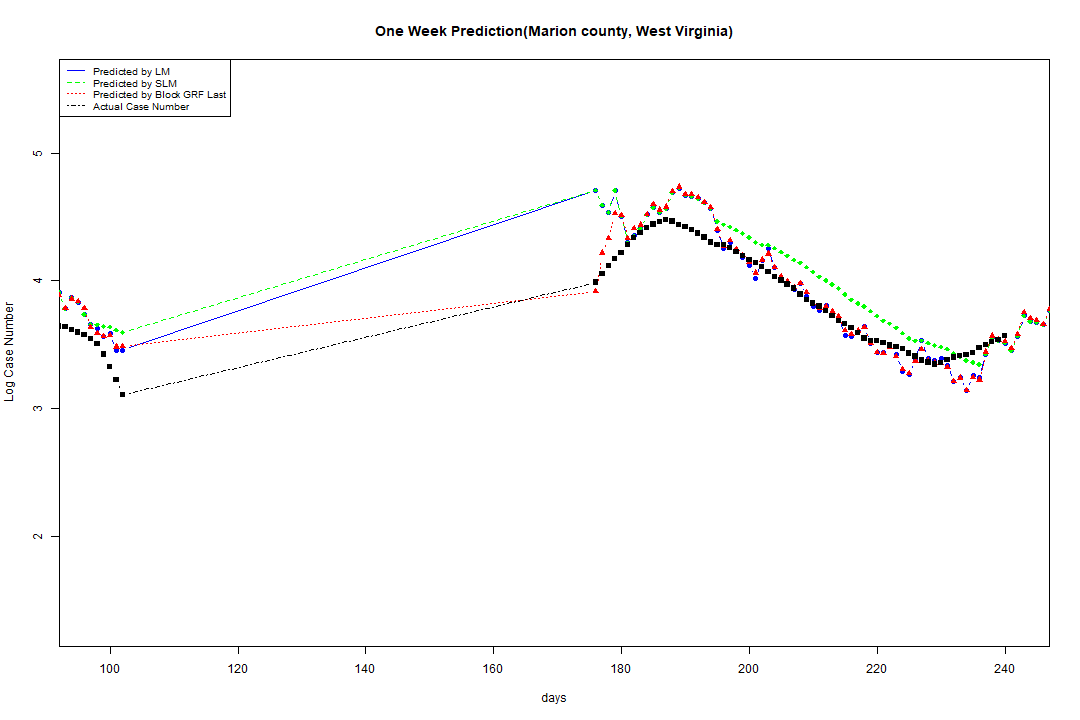 One Week Prediction(Marion county, West Virginia)
Predicted by LM
Predicted by SLM
Predicted by Block GRF Last
Actual Case Number
5
4
3
2
Log Case Number
100 120 140 160 180 200 220 240
days